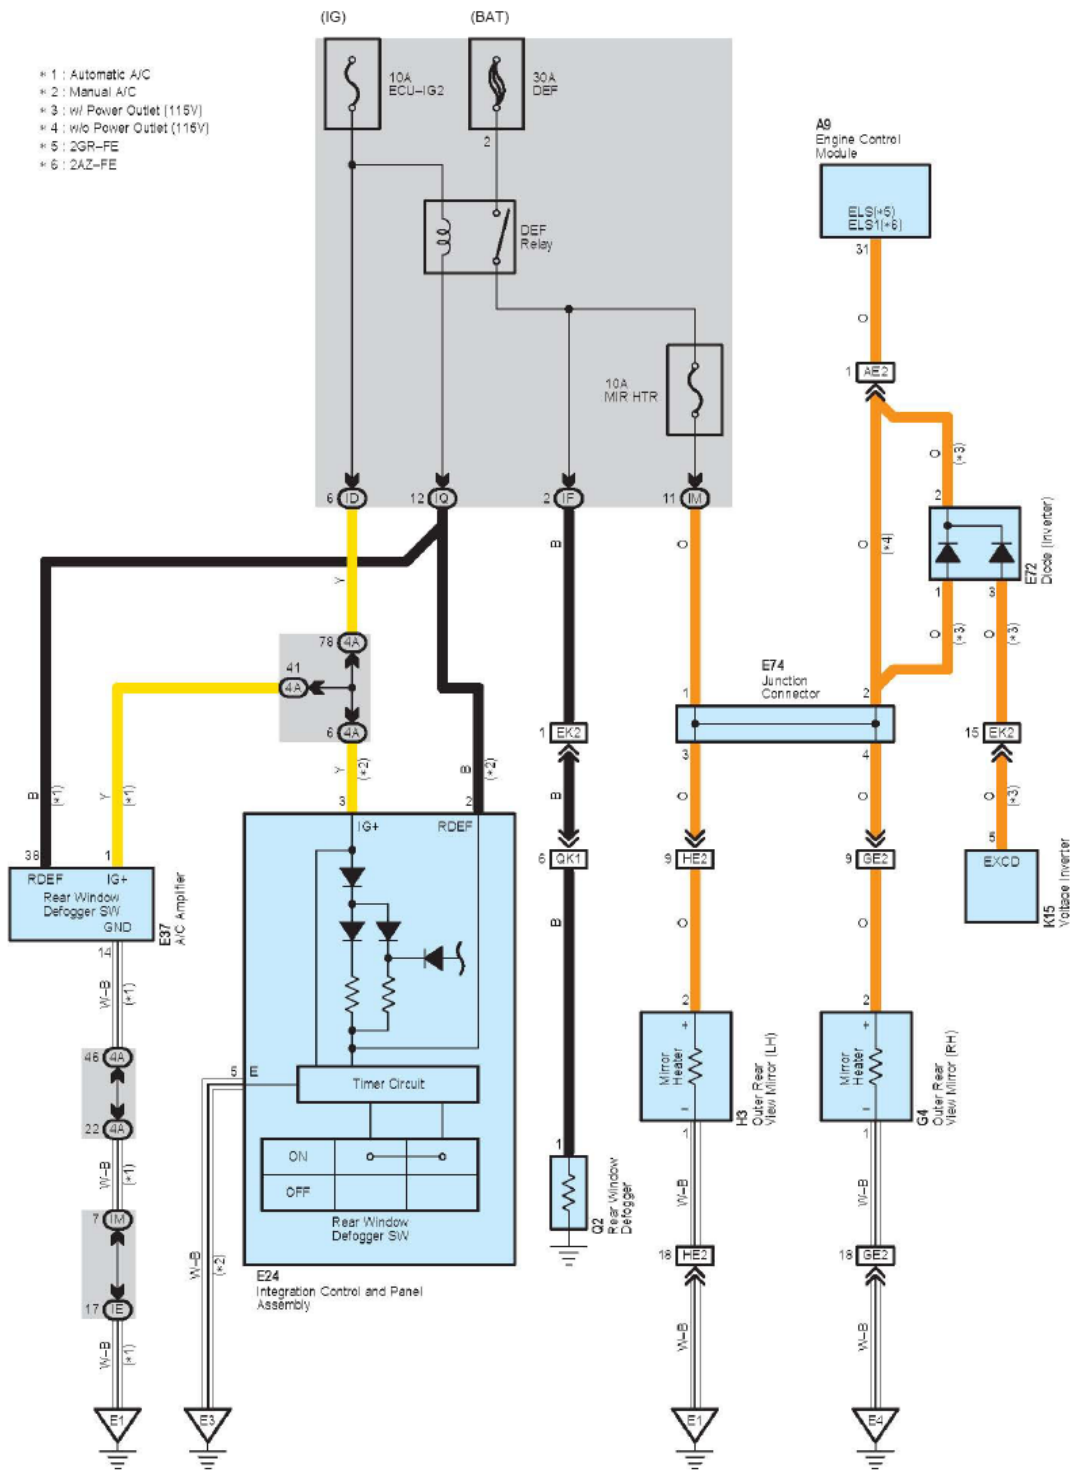 (IG)
(BAT)
* 1 : Automatic A/C
* 2 : Manual A/C
* 3 : w/ Power Outlet (115V)
* 4 : w/o Power Outlet (115V)
* 5 : 2GR–FE
* 6 : 2AZ–FE
10A
ECU–IG2
30A
DEF
2
DEF
Relay
10A
MIR HTR
A9
Engine Control
Module
ELS(*5)
ELS1(*6)
31
O
1 AE2
O
(*3)
2
E72
Diode (Inverter)
1
3
O
(*4)
O
(*3)
O
(*3)
6 ID
12 IQ
2 IF
11 IM
Y
B
O
78 4A
41
4A
6 4A
E74
Junction
Connector
1
2
3
4
1 EK2
15 EK2
B
(*1)
Y
(*1)
Y
(*2)
B
(*2)
B
O
O
O
(*3)
38
1
3
2
5
RDEF IG+
Rear Window
Defogger SW
GND
E37
A/C Amplifier
14
IG+
RDEF
6 QK1
9 HE2
9 GE2
EXCD
K15
Voltage Inverter
B
O
O
W–B
(*1)
46 4A
22 4A
W–B
(*1)
7 IM
17 IE
W–B
(*1)
E1
5 E
Timer Circuit
ON
OFF
Rear Window
Defogger SW
E24
Integration Control and Panel
Assembly
W–B
(*2)
E3
1
Q2
Rear Window
Defogger
2
+
Mirror
Heater
–
H3
Outer Rear
View Mirror (LH)
1
W–B
18 HE2
W–B
E1
2
+
Mirror
Heater
–
G4
Outer Rear
View Mirror (RH)
1
W–B
18 GE2
W–B
E4